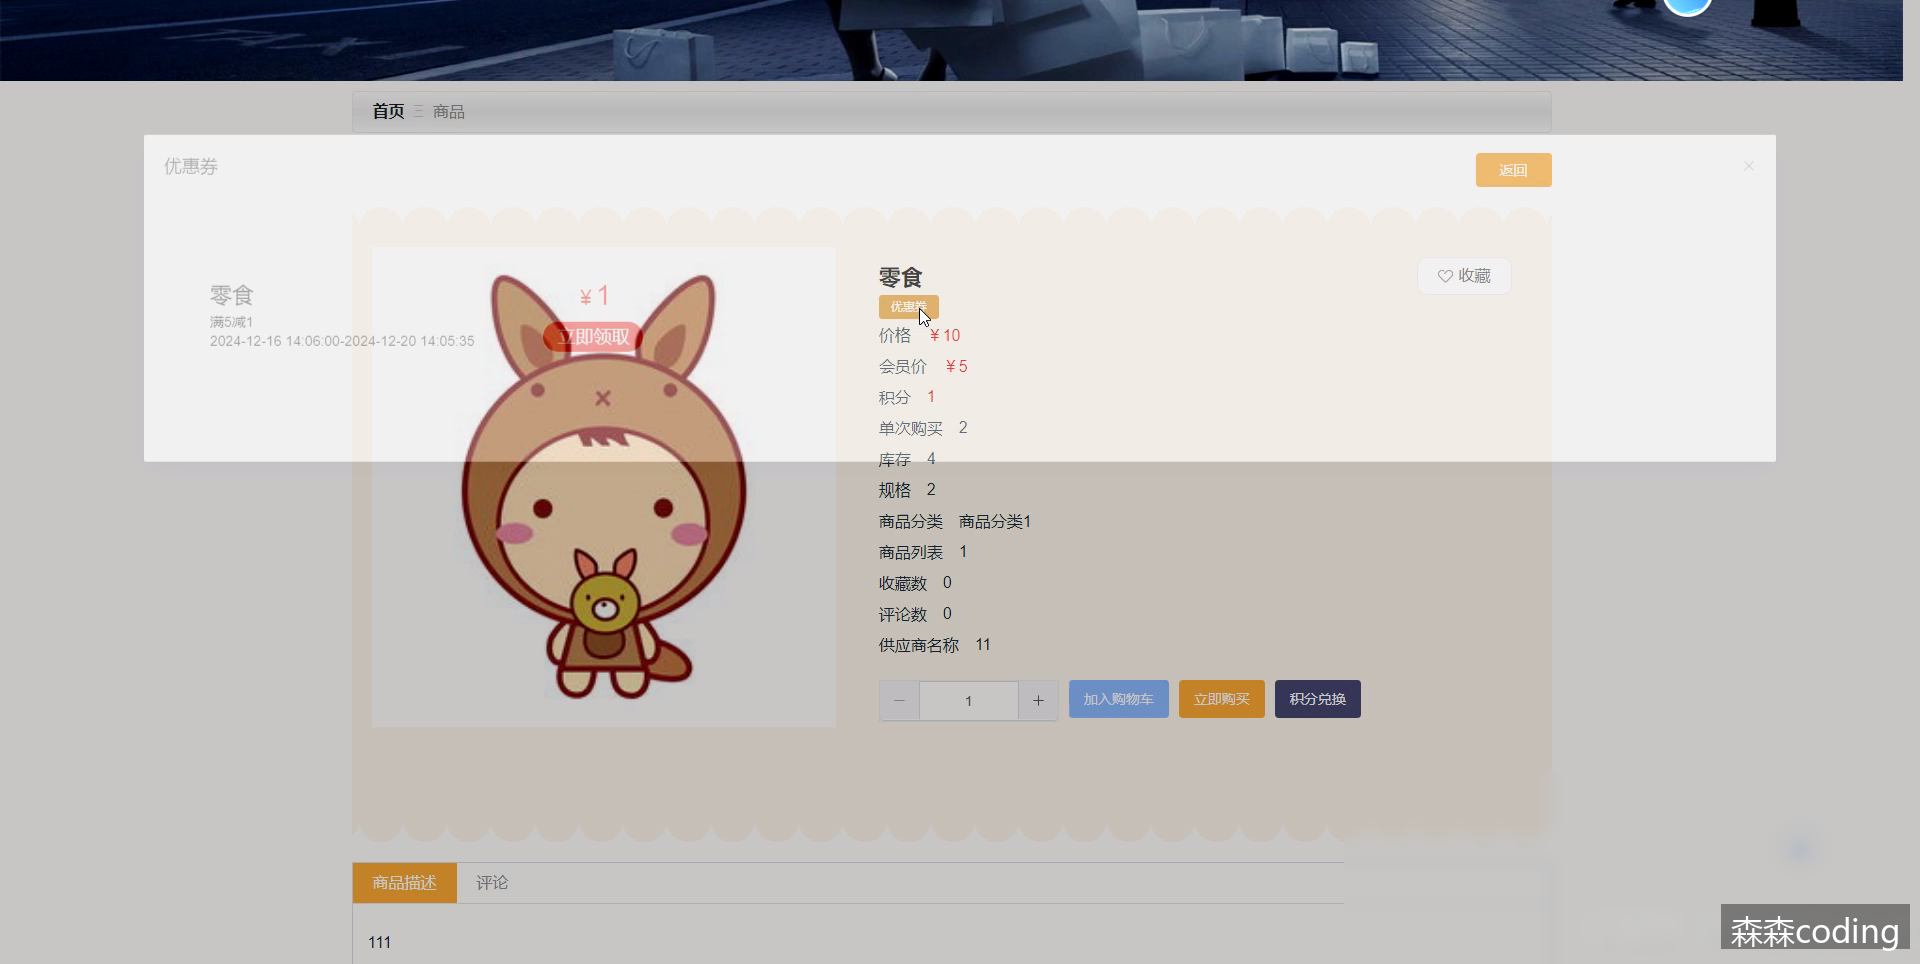 首页 商品
优惠券
返回
×
零食
满5减1
2024-12-16 14:06:00-2024-12-20 14:05:35
¥ 1
立即领取
零食
收藏
优惠券
价格 ¥ 10
会员价 ¥ 5
积分 1
单次购买 2
库存 4
规格 2
商品分类 商品分类1
商品列表 1
收藏数 0
评论数 0
供应商名称 11
− 1 + 加入购物车 立即购买 积分兑换
商品描述 评论
111
森森coding